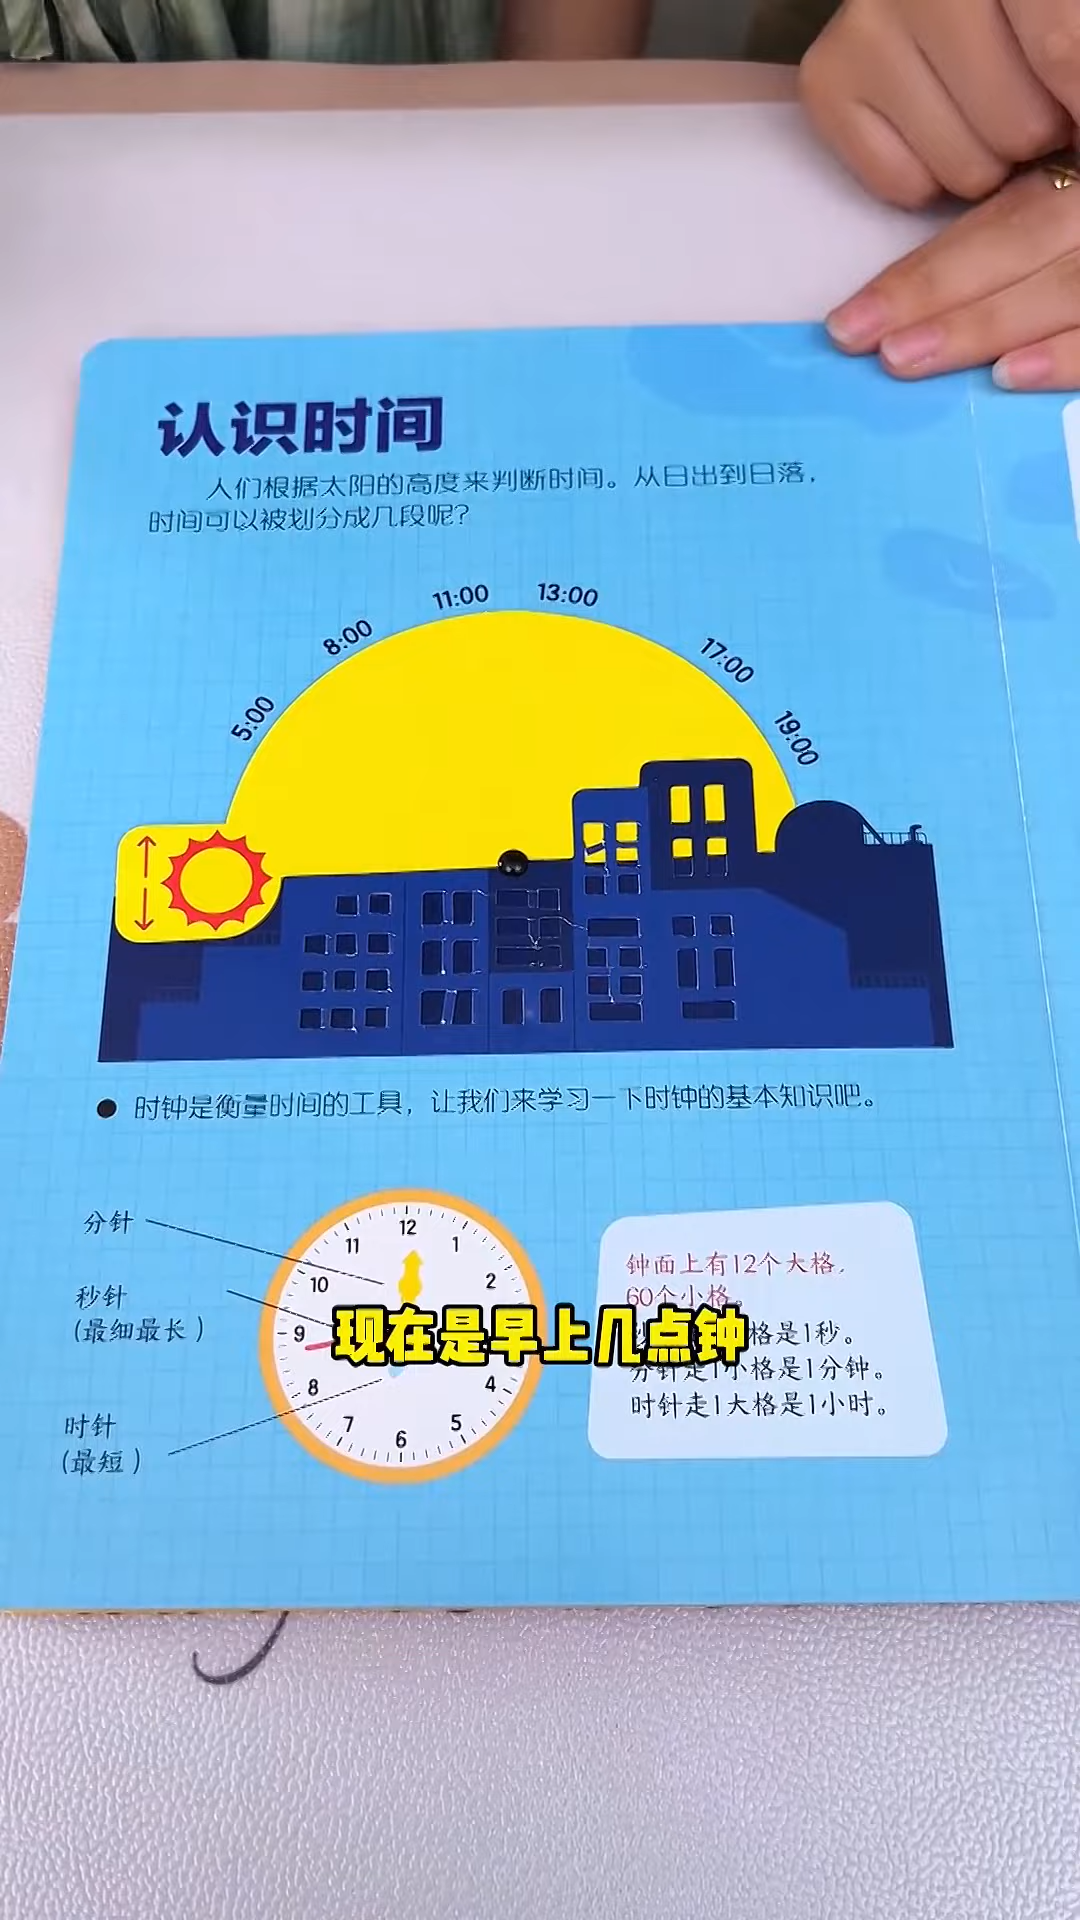 认识时间
人们根据太阳的高度来判断时间。从日出到日落，
时间可以被划分成几段呢？
5:00
8:00
11:00
13:00
17:00
19:00
● 时钟是衡量时间的工具，让我们来学习一下时钟的基本知识吧。
分针
秒针
(最细最长)
时针
(最短)
12
1
2
4
5
6
7
8
9
10
11
钟面上有12个大格，
60个小格。
格是1秒。
分针走1小格是1分钟。
时针走1大格是1小时。
现在是早上几点钟